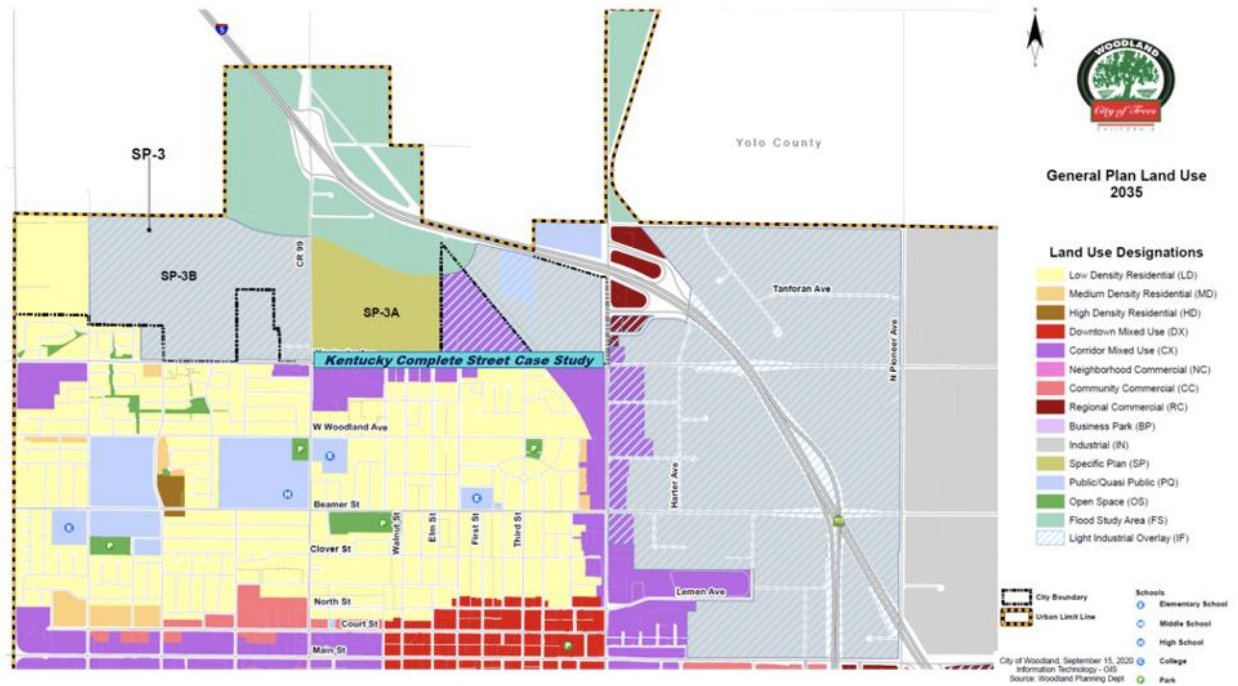 5
SP-3
SP-3B
CR 99
SP-3A
Yolo County
Tanforan Ave
N Pioneer Ave
Kentucky Complete Street Case Study
W Woodland Ave
Harter Ave
Beamer St
Walnut St
Elm St
First St
Third St
Clover St
Lemen Ave
North St
Court St
Main St
P
P
E
H
E
E
P
P
P
WOODLAND
City of Trees
CALIFORNIA
General Plan Land Use
2035
Land Use Designations
Low Density Residential (LD)
Medium Density Residential (MD)
High Density Residential (HD)
Downtown Mixed Use (DX)
Corridor Mixed Use (CX)
Neighborhood Commercial (NC)
Community Commercial (CC)
Regional Commercial (RC)
Business Park (BP)
Industrial (IN)
Specific Plan (SP)
Public/Quasi Public (PQ)
Open Space (OS)
Flood Study Area (FS)
Light Industrial Overlay (IF)
City Boundary
Urban Limit Line
Schools
E Elementary School
M Middle School
H High School
C College
P Park
City of Woodland, September 15, 2020
Information Technology - GIS
Source: Woodland Planning Dept